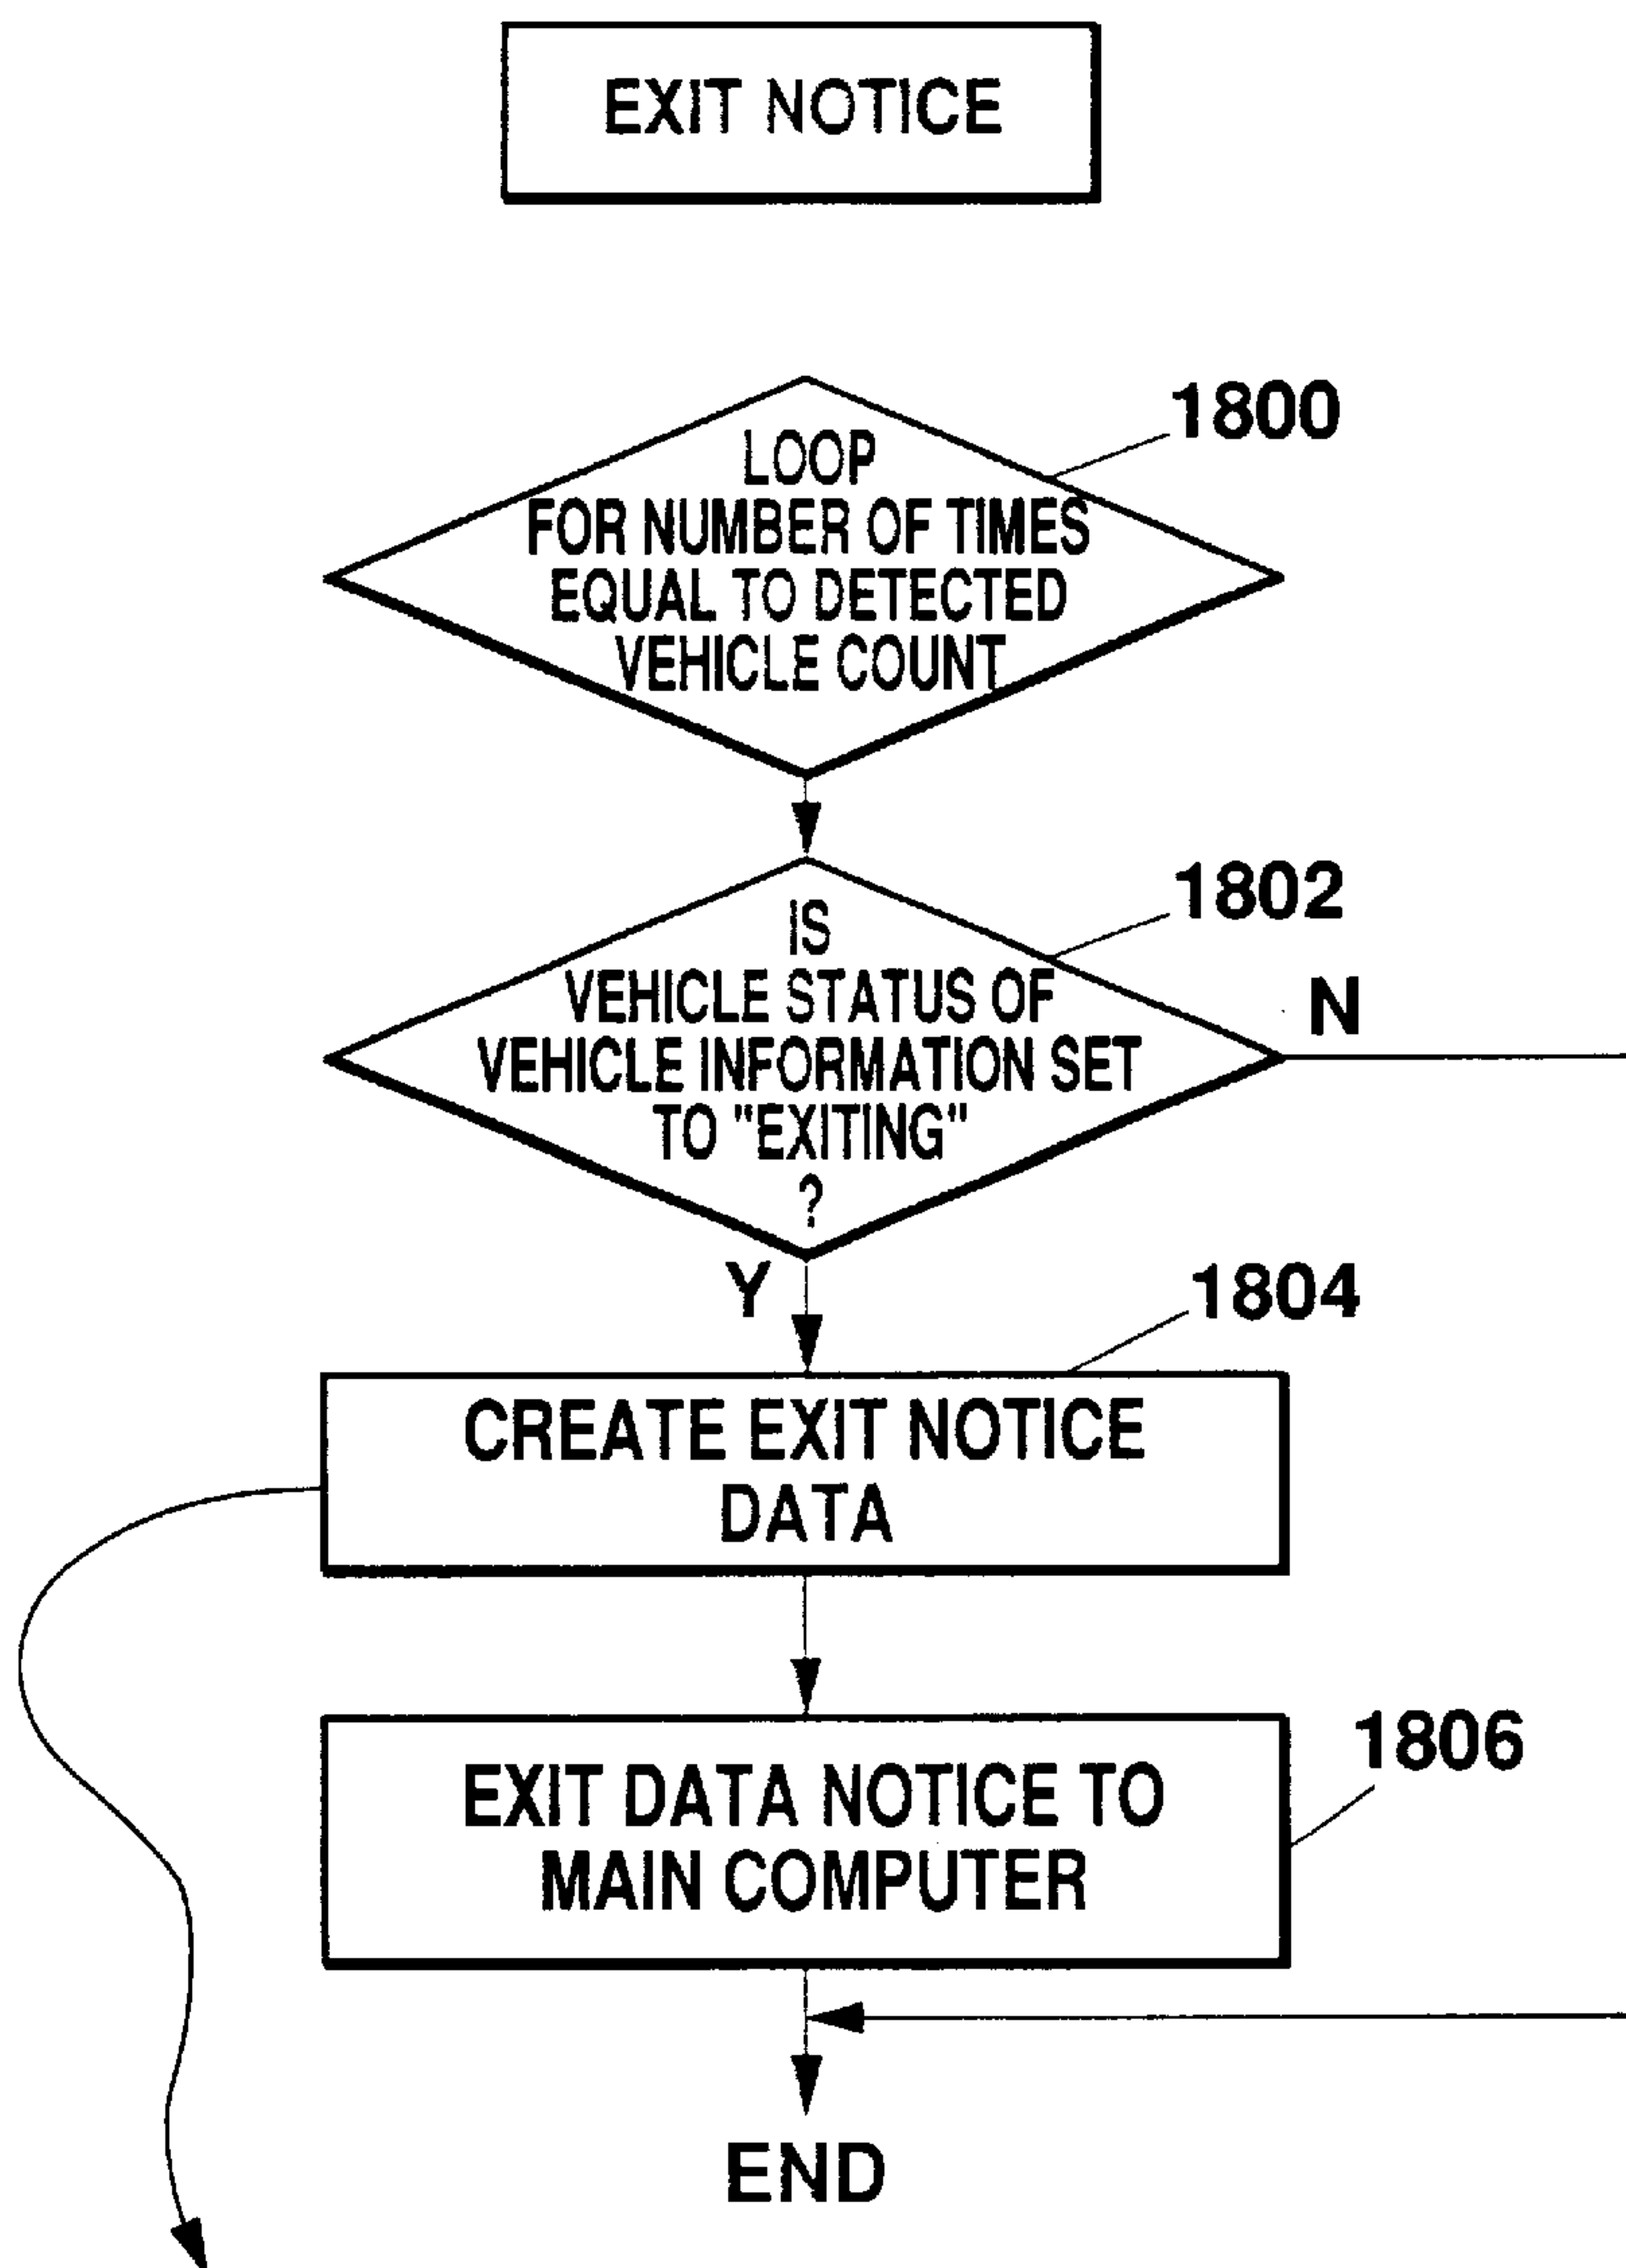 EXIT NOTICE
1800
LOOP
FOR NUMBER OF TIMES
EQUAL TO DETECTED
VEHICLE COUNT
1802
IS
VEHICLE STATUS OF
VEHICLE INFORMATION SET
TO "EXITING"
?
N
Y
1804
CREATE EXIT NOTICE
DATA
1806
EXIT DATA NOTICE TO
MAIN COMPUTER
END